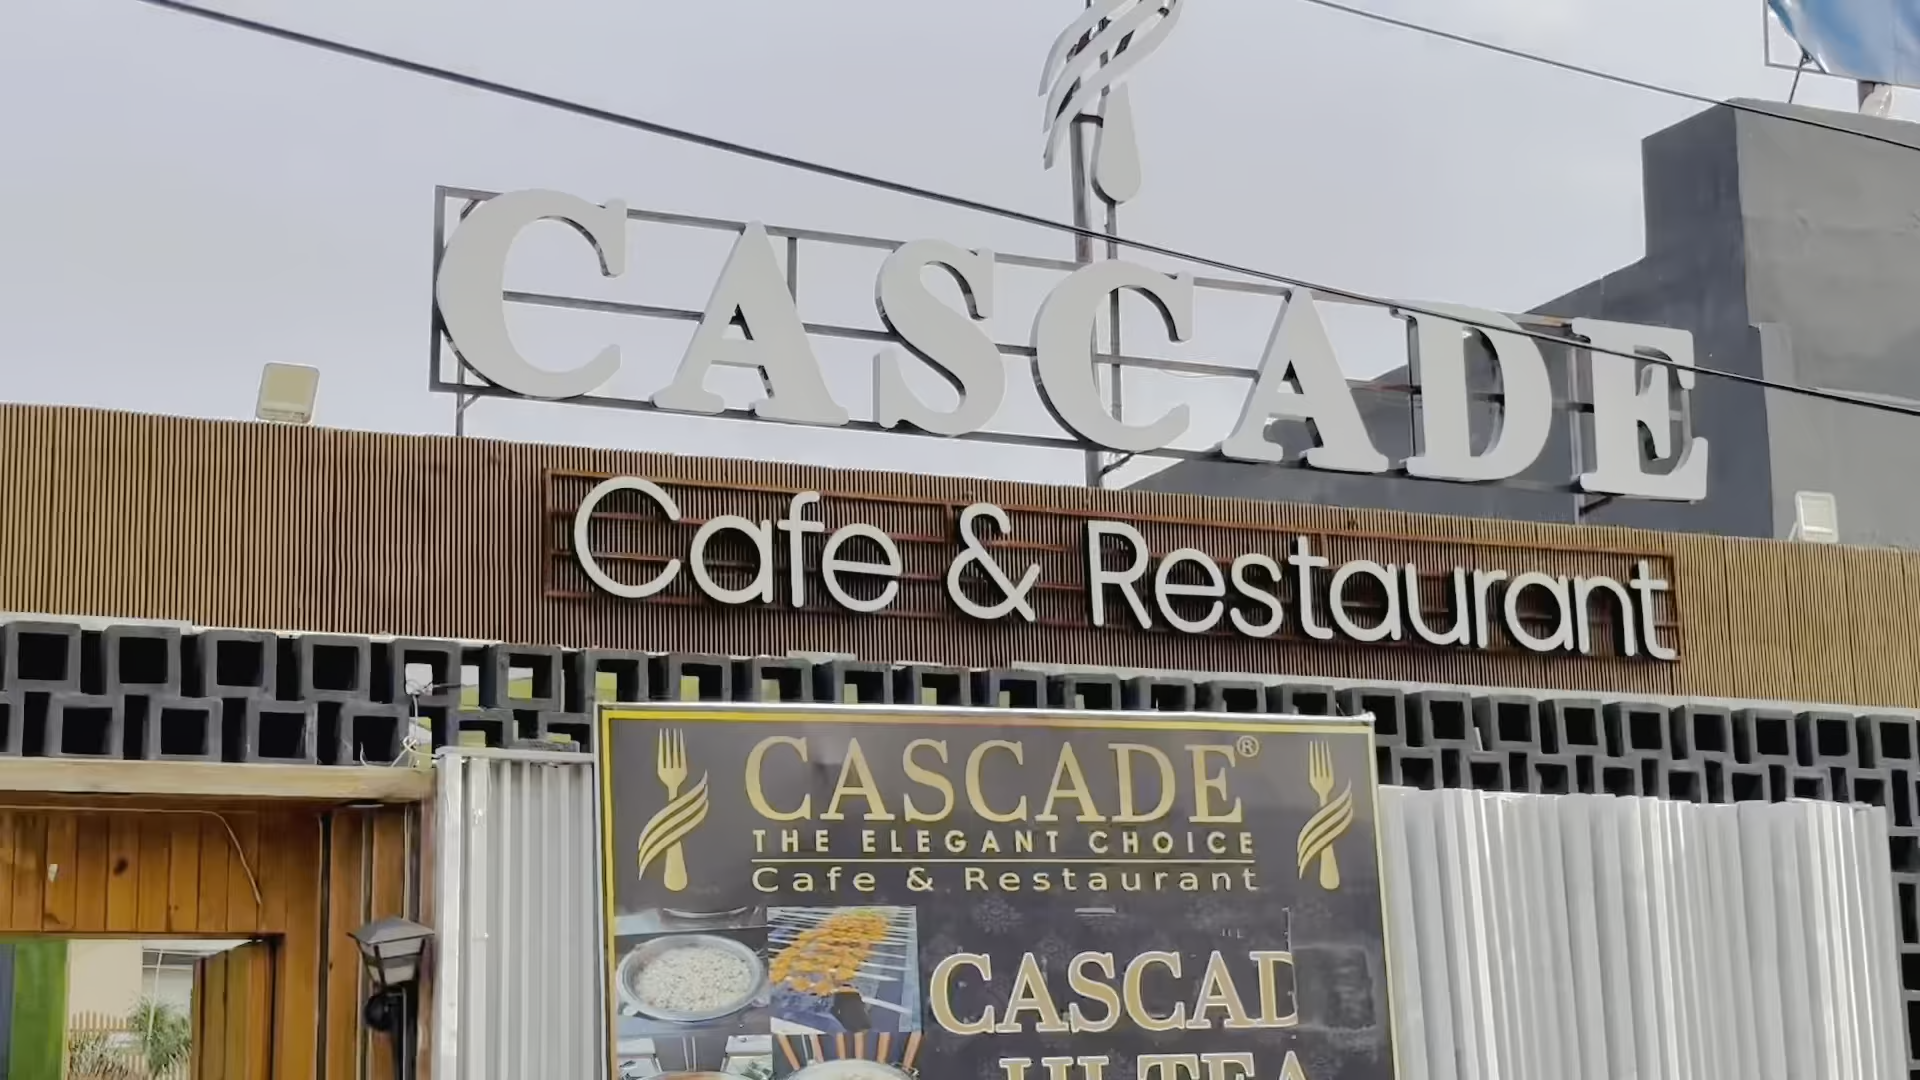 CASCADE
Cafe & Restaurant
CASCADE®
THE ELEGANT CHOICE
Cafe & Restaurant
CASCAD